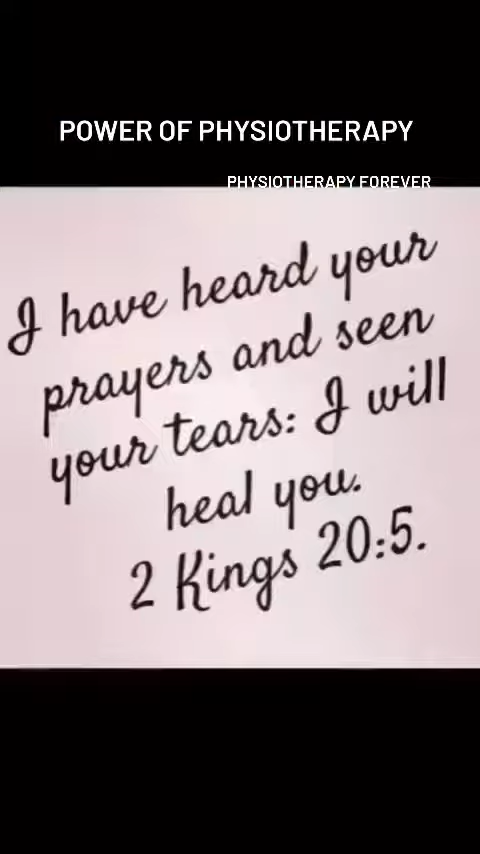 POWER OF PHYSIOTHERAPY
PHYSIOTHERAPY FOREVER
I have heard your
prayers and seen
your tears: I will
heal you.
2 Kings 20:5.